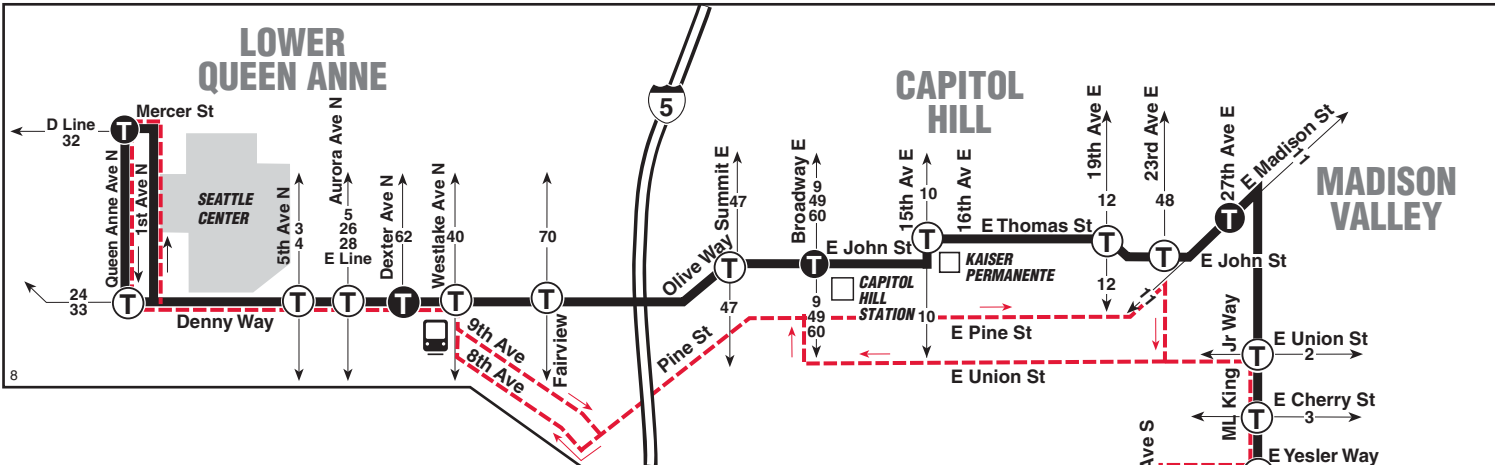 LOWER
QUEEN ANNE
CAPITOL
HILL
MADISON
VALLEY
5
Mercer St
D Line
32
T
Queen Anne Ave N
1st Ave N
SEATTLE
CENTER
24
33
T
Denny Way
5th Ave N
3
4
T
Aurora Ave N
5
26
28
E Line
T
Dexter Ave N
62
T
Westlake Ave N
40
T
9th Ave
8th Ave
70
T
Fairview
Olive Way
Pine St
Summit E
47
T
47
Broadway E
9
49
60
T
9
49
60
E John St
CAPITOL
HILL
STATION
15th Av E
10
T
10
16th Av E
KAISER
PERMANENTE
E Thomas St
19th Ave E
12
T
12
23rd Ave E
48
T
11
27th Ave E
T
E Madison St
11
E John St
E Pine St
E Union St
ML King Jr Way
T
E Union St
2
T
E Cherry St
3
E Yesler Way
Ave S
8